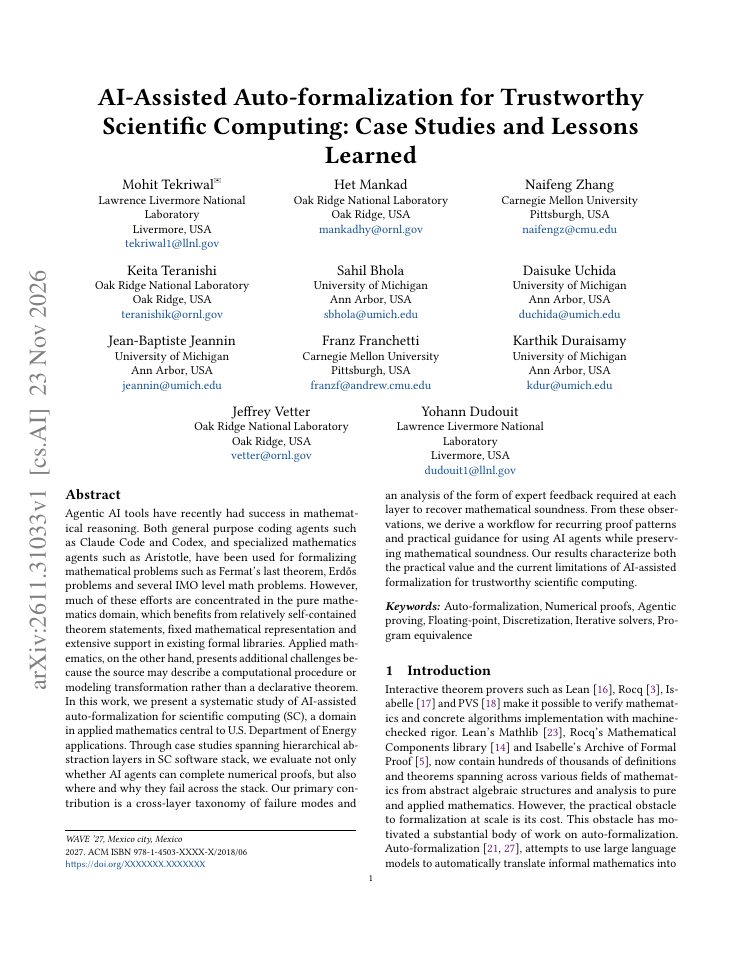 AI-Assisted Auto-formalization for Trustworthy
Scientific Computing: Case Studies and Lessons
Learned
Mohit Tekriwal✉
Lawrence Livermore National
Laboratory
Livermore, USA
tekriwal1@llnl.gov
Het Mankad
Oak Ridge National Laboratory
Oak Ridge, USA
mankadhy@ornl.gov
Naifeng Zhang
Carnegie Mellon University
Pittsburgh, USA
naifengz@cmu.edu
Keita Teranishi
Oak Ridge National Laboratory
Oak Ridge, USA
teranishik@ornl.gov
Sahil Bhola
University of Michigan
Ann Arbor, USA
sbhola@umich.edu
Daisuke Uchida
University of Michigan
Ann Arbor, USA
duchida@umich.edu
Jean-Baptiste Jeannin
University of Michigan
Ann Arbor, USA
jeannin@umich.edu
Franz Franchetti
Carnegie Mellon University
Pittsburgh, USA
franzf@andrew.cmu.edu
Karthik Duraisamy
University of Michigan
Ann Arbor, USA
kdur@umich.edu
Jeffrey Vetter
Oak Ridge National Laboratory
Oak Ridge, USA
vetter@ornl.gov
Yohann Dudouit
Lawrence Livermore National
Laboratory
Livermore, USA
dudouit1@llnl.gov
arXiv:2611.31033v1 [cs.AI] 23 Nov 2026
Abstract
Agentic AI tools have recently had success in mathemat-
ical reasoning. Both general purpose coding agents such
as Claude Code and Codex, and specialized mathematics
agents such as Aristotle, have been used for formalizing
mathematical problems such as Fermat's last theorem, Erdős
problems and several IMO level math problems. However,
much of these efforts are concentrated in the pure mathe-
matics domain, which benefits from relatively self-contained
theorem statements, fixed mathematical representation and
extensive support in existing formal libraries. Applied math-
ematics, on the other hand, presents additional challenges be-
cause the source may describe a computational procedure or
modeling transformation rather than a declarative theorem.
In this work, we present a systematic study of AI-assisted
auto-formalization for scientific computing (SC), a domain
in applied mathematics central to U.S. Department of Energy
applications. Through case studies spanning hierarchical ab-
straction layers in SC software stack, we evaluate not only
whether AI agents can complete numerical proofs, but also
where and why they fail across the stack. Our primary con-
tribution is a cross-layer taxonomy of failure modes and
WAVE '27, Mexico city, Mexico
2027. ACM ISBN 978-1-4503-XXXX-X/2018/06
https://doi.org/XXXXXXX.XXXXXXX
an analysis of the form of expert feedback required at each
layer to recover mathematical soundness. From these obser-
vations, we derive a workflow for recurring proof patterns
and practical guidance for using AI agents while preserv-
ing mathematical soundness. Our results characterize both
the practical value and the current limitations of AI-assisted
formalization for trustworthy scientific computing.
Keywords: Auto-formalization, Numerical proofs, Agentic
proving, Floating-point, Discretization, Iterative solvers, Pro-
gram equivalence
1 Introduction
Interactive theorem provers such as Lean [16], Rocq [3], Is-
abelle [17] and PVS [18] make it possible to verify mathemat-
ics and concrete algorithms implementation with machine-
checked rigor. Lean's Mathlib [23], Rocq's Mathematical
Components library [14] and Isabelle's Archive of Formal
Proof [5], now contain hundreds of thousands of definitions
and theorems spanning across various fields of mathemat-
ics from abstract algebraic structures and analysis to pure
and applied mathematics. However, the practical obstacle
to formalization at scale is its cost. This obstacle has mo-
tivated a substantial body of work on auto-formalization.
Auto-formalization [21, 27], attempts to use large language
models to automatically translate informal mathematics into
1